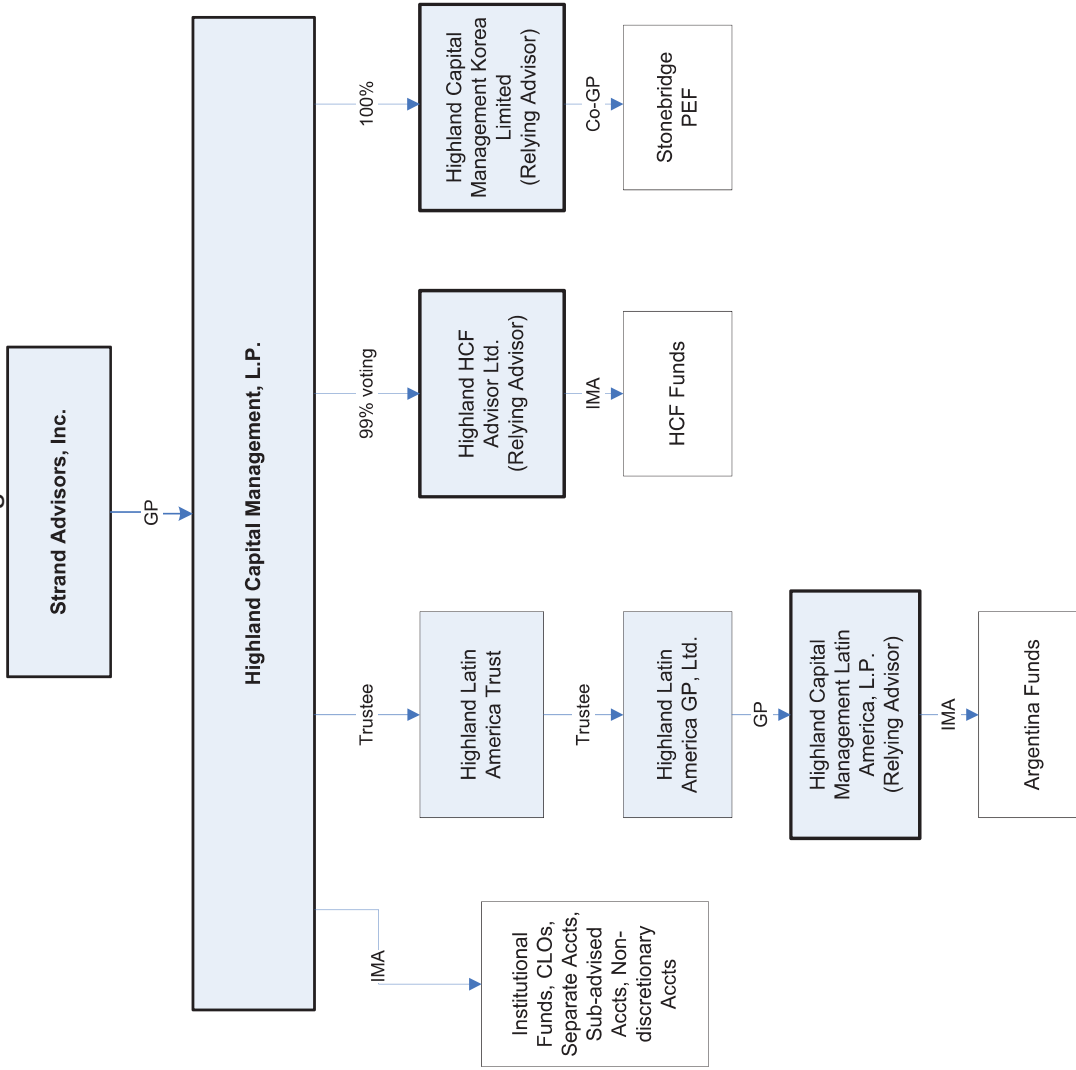 Strand Advisors, Inc.
GP
Highland Capital Management, L.P.
IMA
Institutional
Funds, CLOs,
Separate Accts,
Sub-advised
Accts, Non-
discretionary
Accts
Trustee
Highland Latin
America Trust
Trustee
Highland Latin
America GP, Ltd.
GP
Highland Capital
Management Latin
America, L.P.
(Relying Advisor)
IMA
Argentina Funds
99% voting
Highland HCF
Advisor Ltd.
(Relying Advisor)
IMA
HCF Funds
100%
Highland Capital
Management Korea
Limited
(Relying Advisor)
Co-GP
Stonebridge
PEF